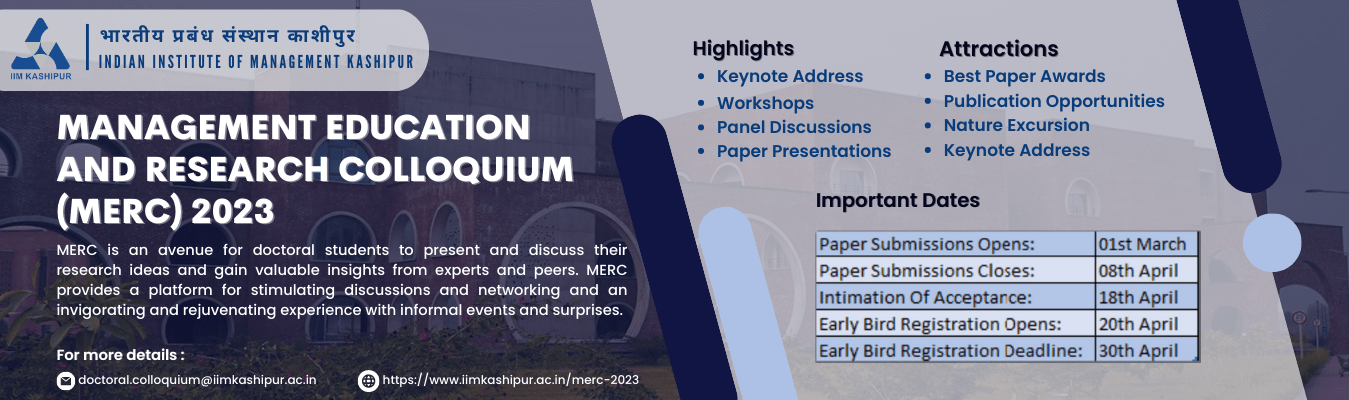 भारतीय प्रबंध संस्थान काशीपुर
INDIAN INSTITUTE OF MANAGEMENT KASHIPUR
IIM KASHIPUR
MANAGEMENT EDUCATION
AND RESEARCH COLLOQUIUM
(MERC) 2023
MERC is an avenue for doctoral students to present and discuss their
research ideas and gain valuable insights from experts and peers. MERC
provides a platform for stimulating discussions and networking and an
invigorating and rejuvenating experience with informal events and surprises.
For more details :
doctoral.colloquium@iimkashipur.ac.in
https://www.iimkashipur.ac.in/merc-2023
Highlights
• Keynote Address
• Workshops
• Panel Discussions
• Paper Presentations
Attractions
• Best Paper Awards
• Publication Opportunities
• Nature Excursion
• Keynote Address
Important Dates
Paper Submissions Opens: 01st March
Paper Submissions Closes: 08th April
Intimation Of Acceptance: 18th April
Early Bird Registration Opens: 20th April
Early Bird Registration Deadline: 30th April